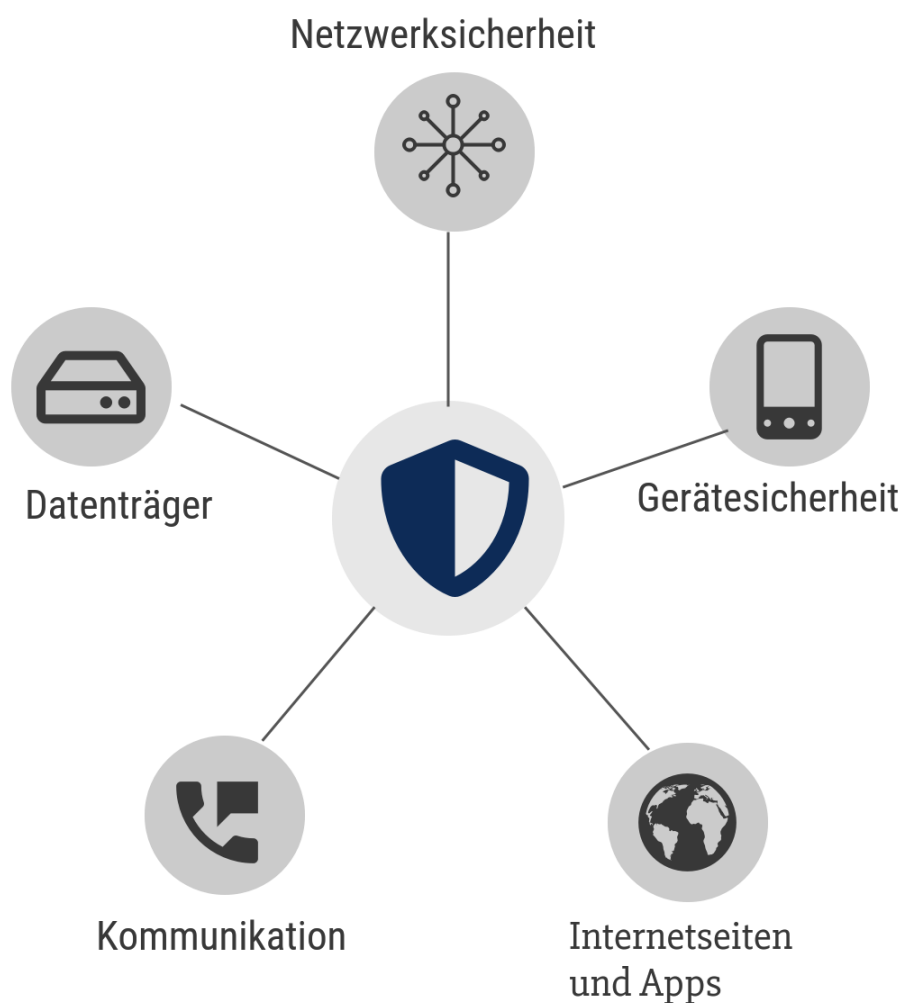 Netzwerksicherheit
Datenträger
Gerätesicherheit
Kommunikation
Internetseiten
und Apps